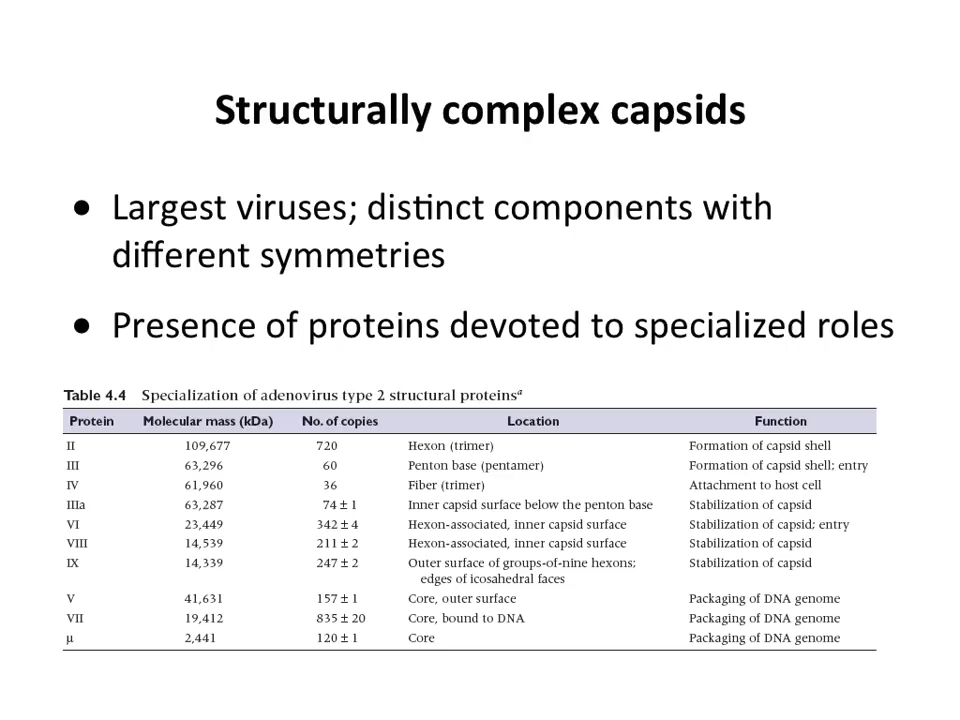 Structurally complex capsids
• Largest viruses; distinct components with
different symmetries
• Presence of proteins devoted to specialized roles
Table 4.4 Specialization of adenovirus type 2 structural proteinsᵃ
Protein Molecular mass (kDa) No. of copies Location Function
II 109,677 720 Hexon (trimer) Formation of capsid shell
III 63,296 60 Penton base (pentamer) Formation of capsid shell; entry
IV 61,960 36 Fiber (trimer) Attachment to host cell
IIIa 63,287 74 ± 1 Inner capsid surface below the penton base Stabilization of capsid
VI 23,449 342 ± 4 Hexon-associated, inner capsid surface Stabilization of capsid; entry
VIII 14,539 211 ± 2 Hexon-associated, inner capsid surface Stabilization of capsid
IX 14,339 247 ± 2 Outer surface of groups-of-nine hexons; Stabilization of capsid
edges of icosahedral faces
V 41,631 157 ± 1 Core, outer surface Packaging of DNA genome
VII 19,412 835 ± 20 Core, bound to DNA Packaging of DNA genome
μ 2,441 120 ± 1 Core Packaging of DNA genome